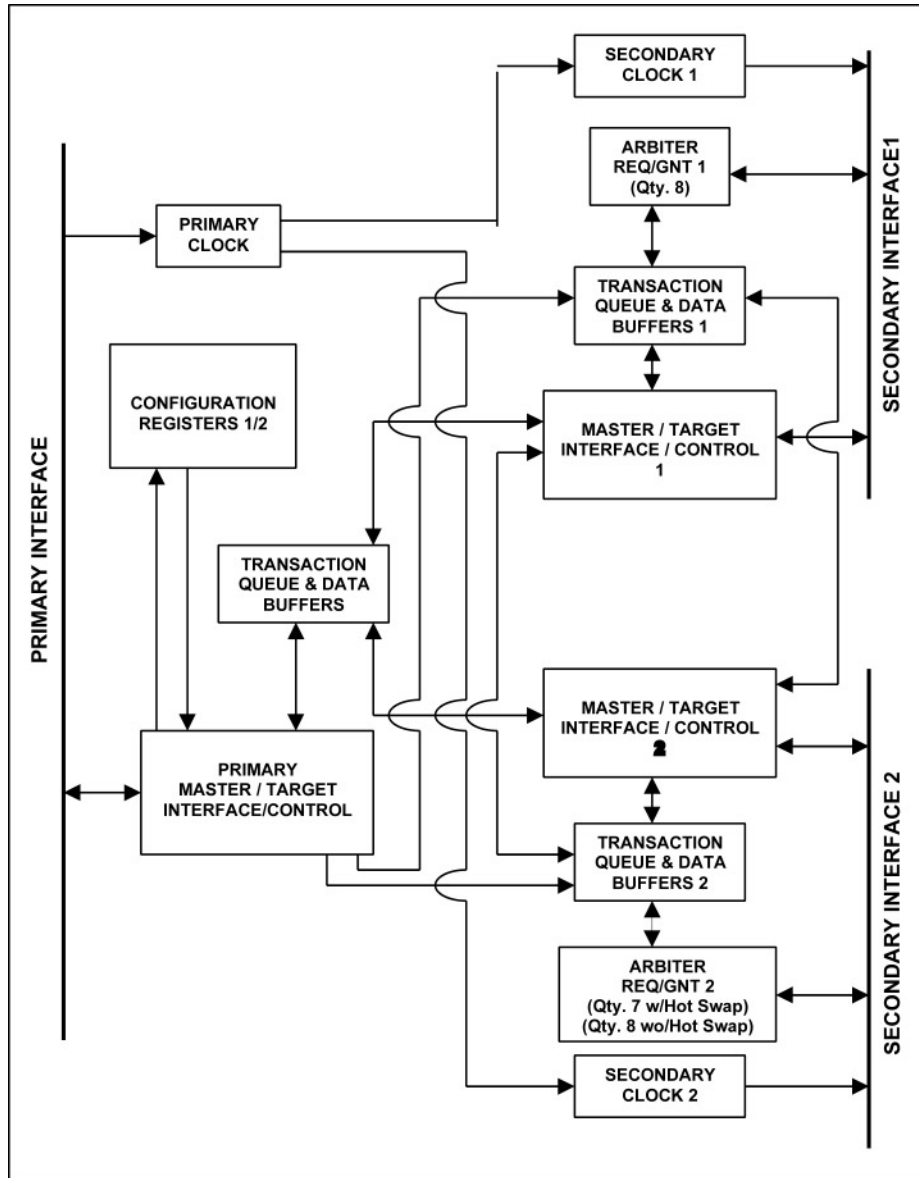 SECONDARY
CLOCK 1
ARBITER
REQ/GNT 1
(Qty. 8)
PRIMARY
CLOCK
TRANSACTION
QUEUE & DATA
BUFFERS 1
CONFIGURATION
REGISTERS 1/2
MASTER / TARGET
INTERFACE / CONTROL
1
SECONDARY INTERFACE1
PRIMARY INTERFACE
TRANSACTION
QUEUE & DATA
BUFFERS
MASTER / TARGET
INTERFACE / CONTROL
2
PRIMARY
MASTER / TARGET
INTERFACE/CONTROL
TRANSACTION
QUEUE & DATA
BUFFERS 2
ARBITER
REQ/GNT 2
(Qty. 7 w/Hot Swap)
(Qty. 8 wo/Hot Swap)
SECONDARY INTERFACE 2
SECONDARY
CLOCK 2